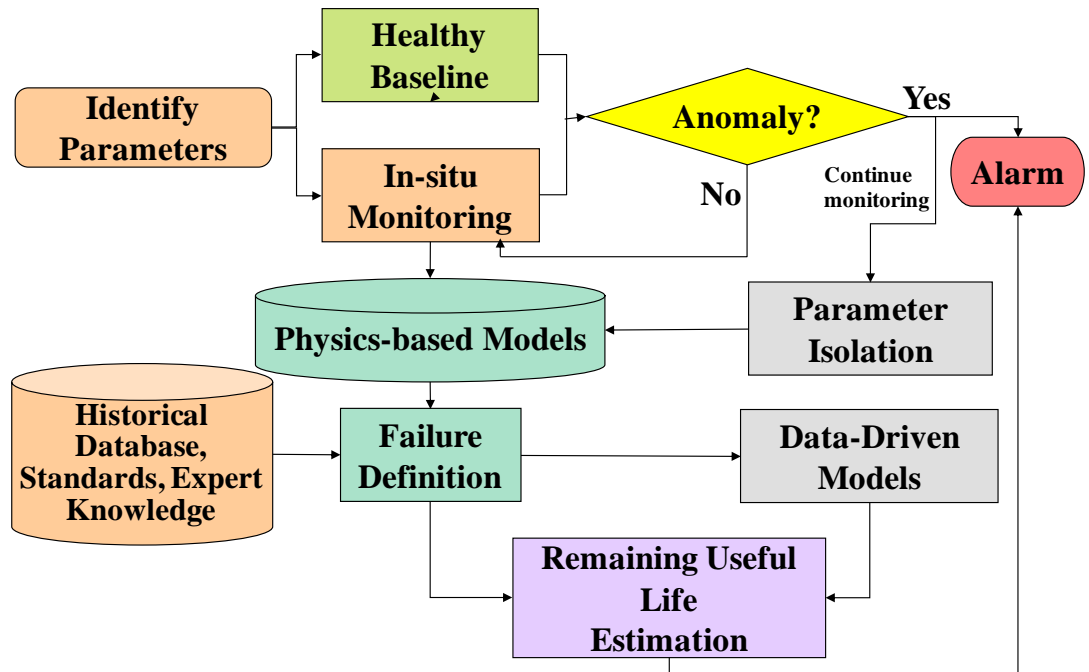 Healthy
Baseline
Identify
Parameters
Anomaly?
Yes
In-situ
Monitoring
No
Continue
monitoring
Alarm
Physics-based Models
Parameter
Isolation
Historical
Database,
Standards, Expert
Knowledge
Failure
Definition
Data-Driven
Models
Remaining Useful
Life
Estimation